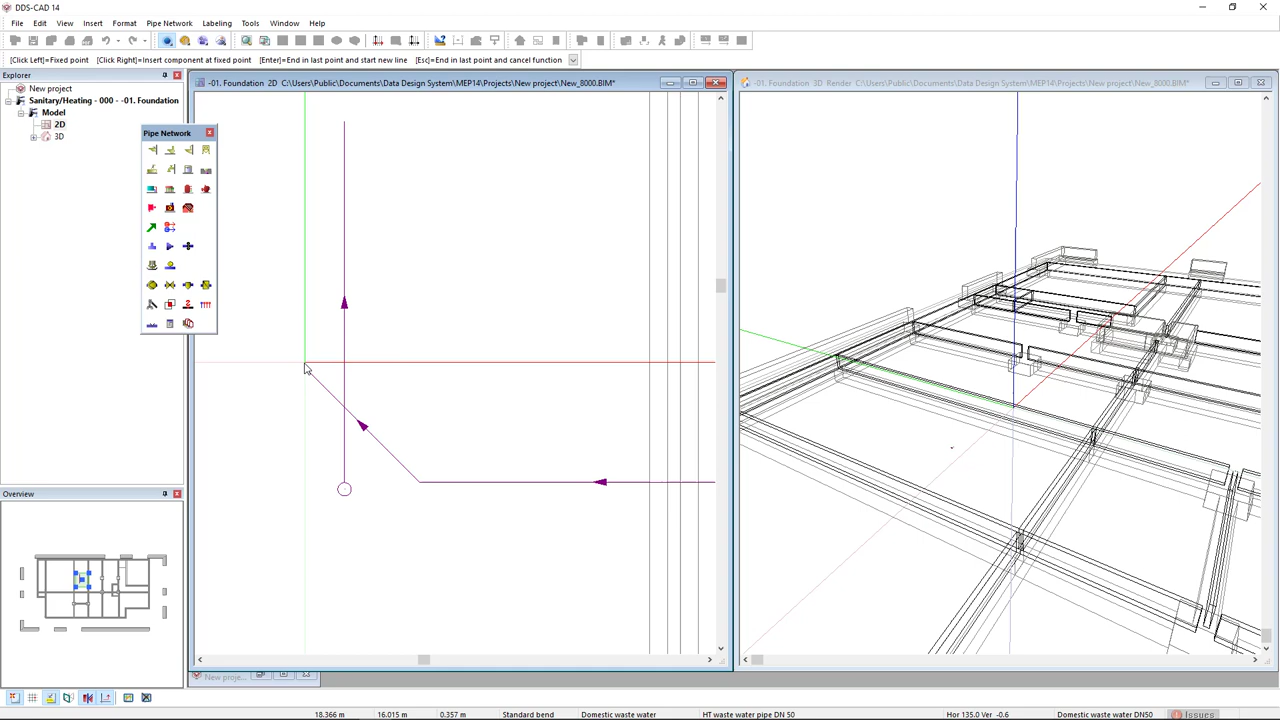 DDS-CAD 14
File Edit View Insert Format Pipe Network Labeling Tools Window Help
[Click Left]=Fixed point [Click Right]=Insert component at fixed point [Enter]=End in last point and start new line [Esc]=End in last point and cancel function
Explorer
-01. Foundation 2D C:\Users\Public\Documents\Data Design System\MEP14\Projects\New project\New_8000.BIM*
-01. Foundation 3D Render C:\Users\Public\Documents\Data Design System\MEP14\Projects\New project\New_8000.BIM*
New project
Sanitary/Heating - 000 - -01. Foundation
Model
2D
3D
Pipe Network
Overview
New proje...
18.366 m 16.015 m 0.357 m Standard bend Domestic waste water HT waste water pipe DN 50 Hor 135.0 Ver -0.6 Domestic waste water DN50 Issues